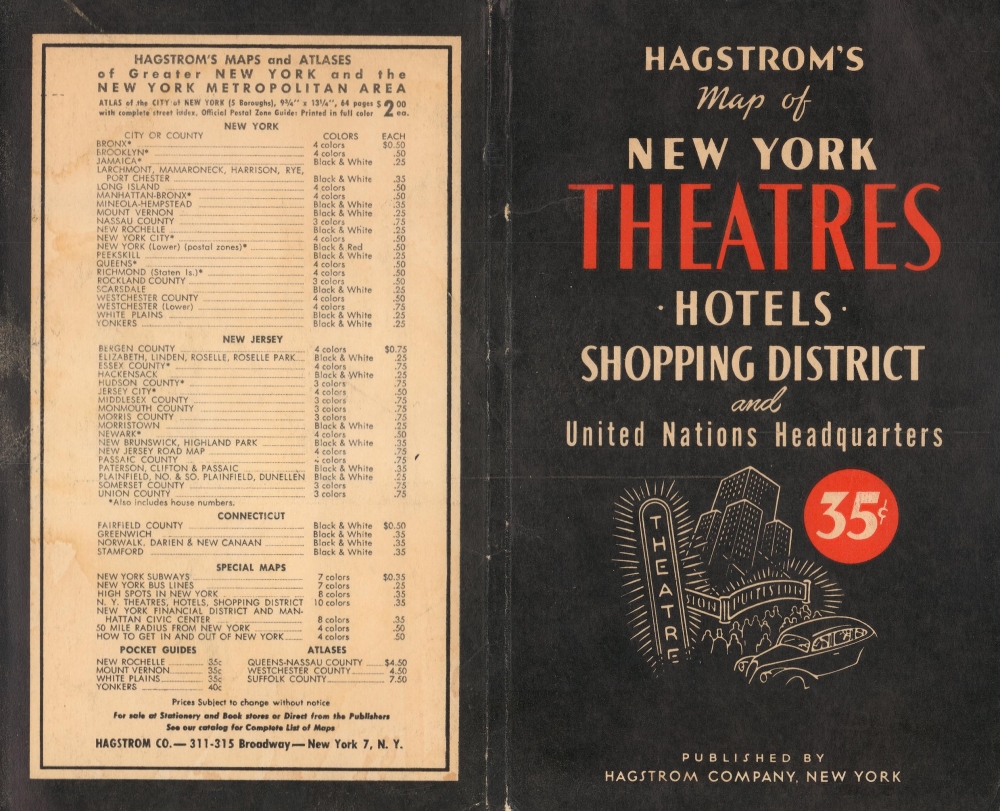 HAGSTROM'S MAPS and ATLASES
of Greater NEW YORK and the
NEW YORK METROPOLITAN AREA
ATLAS of the CITY of NEW YORK (5 Boroughs), 9¾" x 13¼", 64 pages $2.00
with complete street index, Official Postal Zone Guide: Printed in full color ea.
NEW YORK
CITY OR COUNTY COLORS EACH
BRONX* 4 colors $0.50
BROOKLYN* 4 colors .50
JAMAICA* Black & White .25
LARCHMONT, MAMARONECK, HARRISON, RYE,
PORT CHESTER Black & White .35
LONG ISLAND 4 colors .50
MANHATTAN-BRONX* 4 colors .50
MINEOLA-HEMPSTEAD Black & White .35
MOUNT VERNON Black & White .25
NASSAU COUNTY 3 colors .75
NEW ROCHELLE Black & White .25
NEW YORK CITY* 4 colors .50
NEW YORK (Lower) (postal zones)* Black & Red .50
PEEKSKILL Black & White .25
QUEENS* 4 colors .50
RICHMOND (Staten Is.)* 4 colors .50
ROCKLAND COUNTY 3 colors .50
SCARSDALE Black & White .25
WESTCHESTER COUNTY 4 colors .50
WESTCHESTER (Lower) 4 colors .75
WHITE PLAINS Black & White .25
YONKERS Black & White .25
NEW JERSEY
BERGEN COUNTY 4 colors $0.75
ELIZABETH, LINDEN, ROSELLE, ROSELLE PARK Black & White .25
ESSEX COUNTY* 4 colors .75
HACKENSACK Black & White .25
HUDSON COUNTY* 3 colors .75
JERSEY CITY* 4 colors .50
MIDDLESEX COUNTY 3 colors .75
MONMOUTH COUNTY 3 colors .75
MORRIS COUNTY 3 colors .75
MORRISTOWN Black & White .25
NEWARK* 4 colors .50
NEW BRUNSWICK, HIGHLAND PARK Black & White .35
NEW JERSEY ROAD MAP 4 colors .75
PASSAIC COUNTY colors .75
PATERSON, CLIFTON & PASSAIC Black & White .35
PLAINFIELD, NO. & SO. PLAINFIELD, DUNELLEN Black & White .25
SOMERSET COUNTY 3 colors .75
UNION COUNTY 3 colors .75
*Also includes house numbers.
CONNECTICUT
FAIRFIELD COUNTY Black & White $0.50
GREENWICH Black & White .35
NORWALK, DARIEN & NEW CANAAN Black & White .35
STAMFORD Black & White .35
SPECIAL MAPS
NEW YORK SUBWAYS 7 colors $0.35
NEW YORK BUS LINES 7 colors .25
HIGH SPOTS IN NEW YORK 8 colors .35
N. Y. THEATRES, HOTELS, SHOPPING DISTRICT 10 colors .35
NEW YORK FINANCIAL DISTRICT AND MAN-
HATTAN CIVIC CENTER 8 colors .35
50 MILE RADIUS FROM NEW YORK 4 colors .50
HOW TO GET IN AND OUT OF NEW YORK 4 colors .50
POCKET GUIDES ATLASES
NEW ROCHELLE 35c QUEENS-NASSAU COUNTY $4.50
MOUNT VERNON 35c WESTCHESTER COUNTY 4.50
WHITE PLAINS 35c SUFFOLK COUNTY 7.50
YONKERS 40c
Prices Subject to change without notice
For sale at Stationery and Book stores or Direct from the Publishers
See our catalog for Complete List of Maps
HAGSTROM CO.—311-315 Broadway—New York 7, N. Y.
HAGSTROM'S
Map of
NEW YORK
THEATRES
·HOTELS·
SHOPPING DISTRICT
and
United Nations Headquarters
35¢
THEATRE
PUBLISHED BY
HAGSTROM COMPANY, NEW YORK